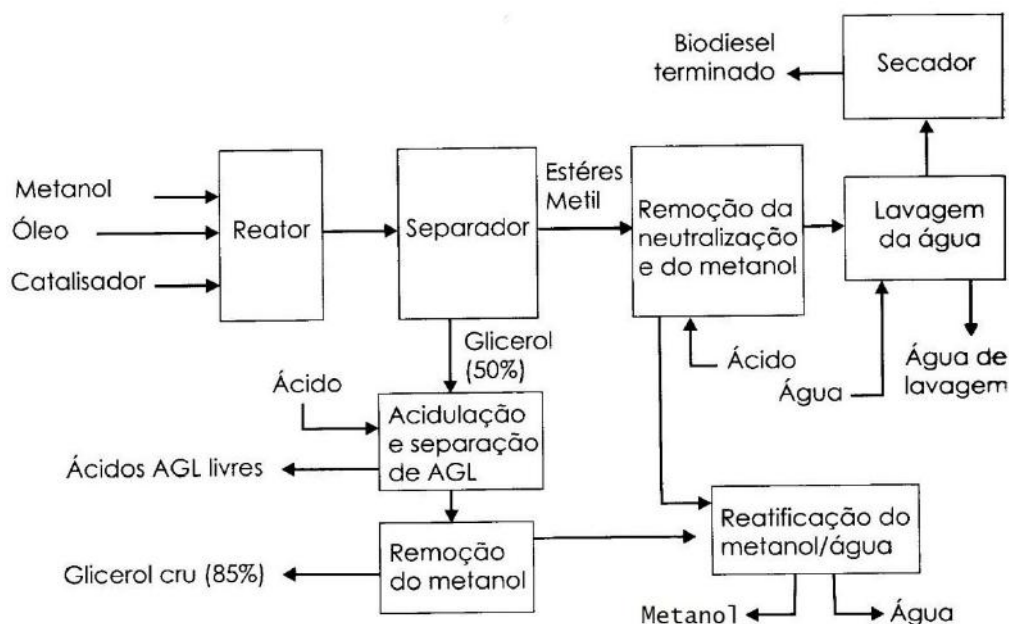 Biodiesel
terminado
Secador
Metanol
Óleo
Catalisador
Reator
Separador
Estéres
Metil
Remoção da
neutralização
e do metanol
Lavagem
da água
Glicerol
(50%)
Ácido
Água
Água de
lavagem
Ácido
Acidulação
e separação
de AGL
Ácidos AGL livres
Remoção
do metanol
Glicerol cru (85%)
Reatificação do
metanol/água
Metanol
Água